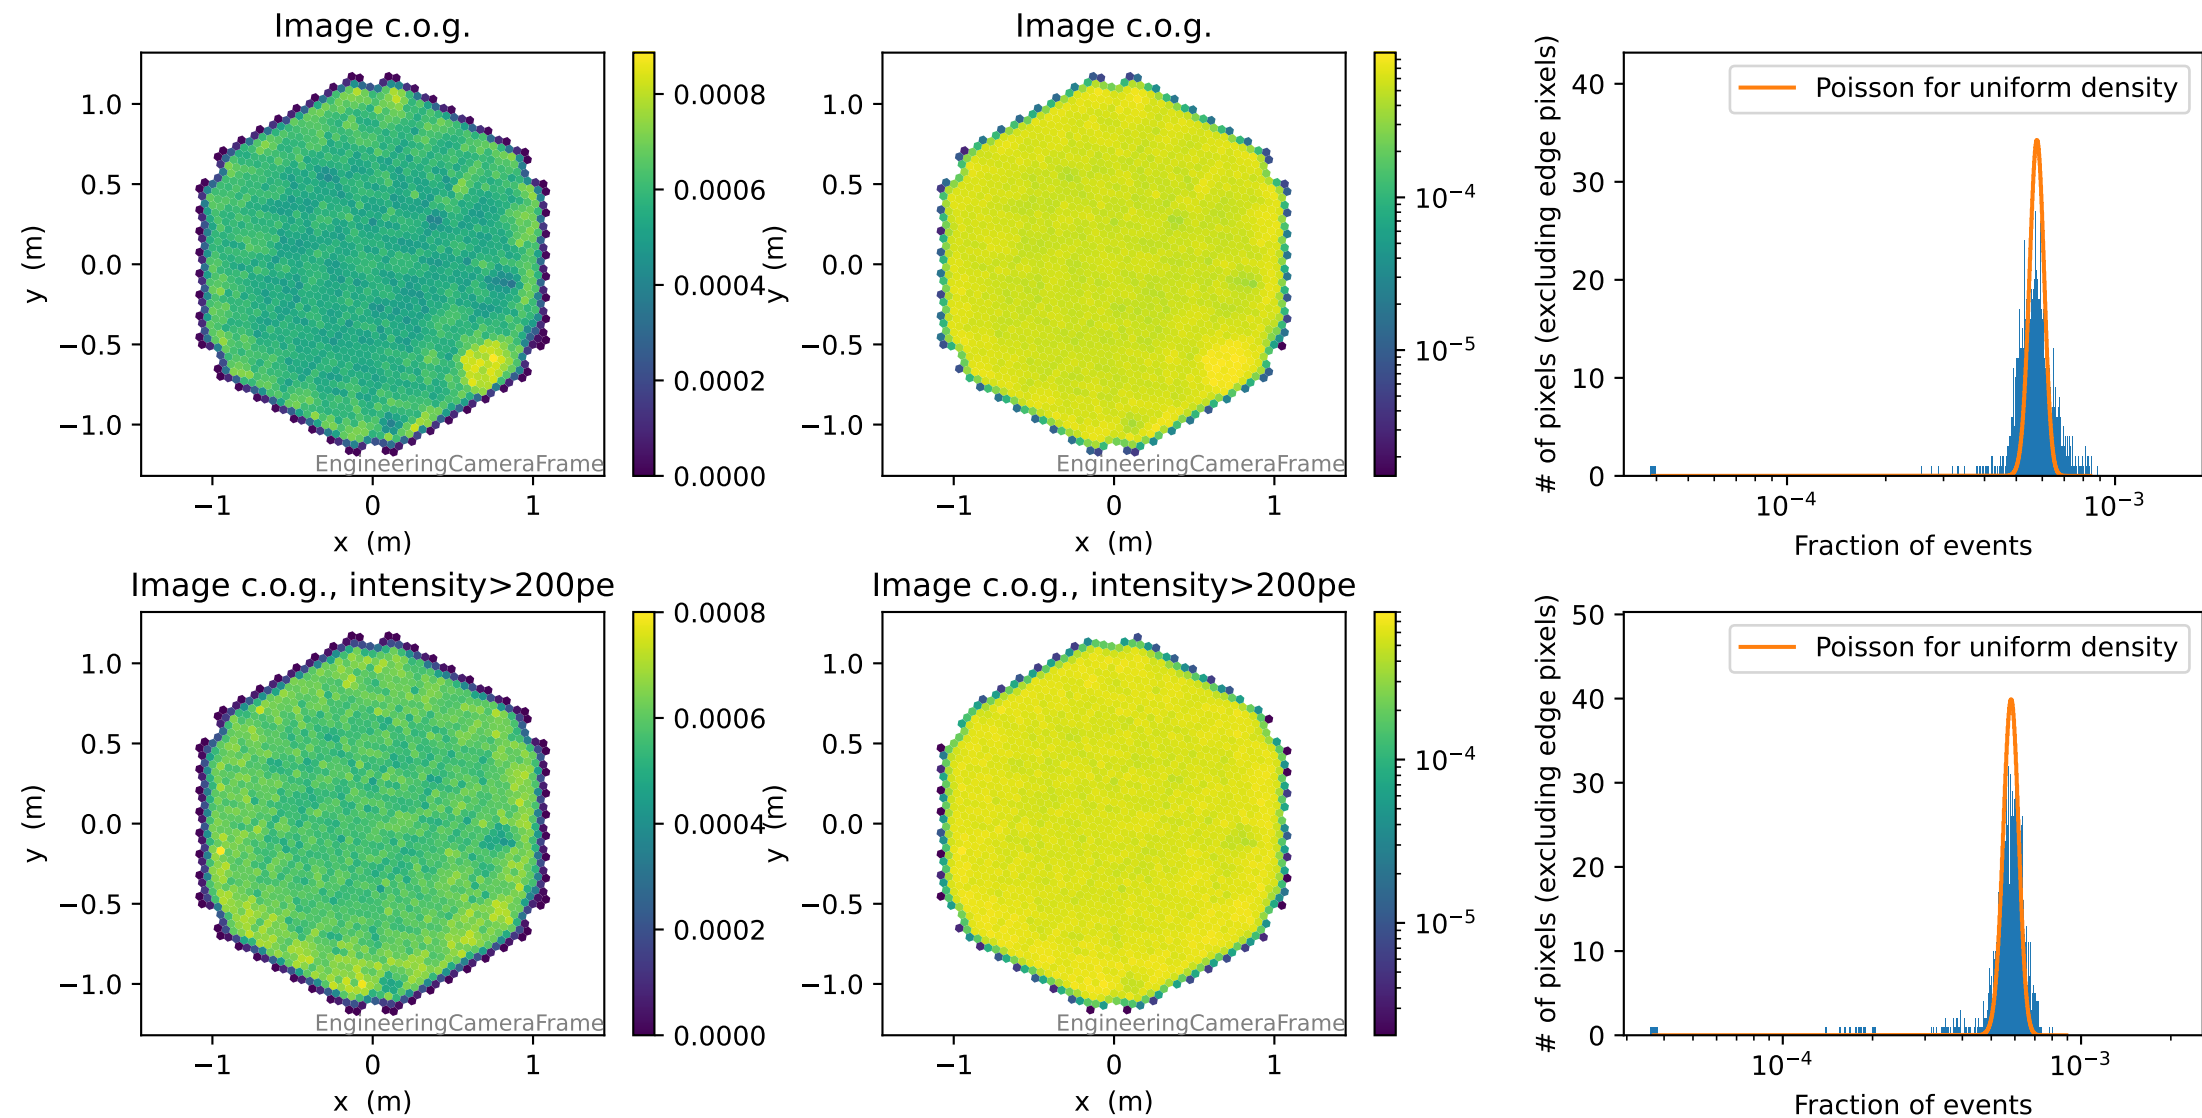 Image c.o.g.
1.0
0.5
0.0
−0.5
−1.0
y (m)
−1
0
1
x (m)
EngineeringCameraFrame
0.0008
0.0006
0.0004
0.0002
0.0000
Image c.o.g.
1.0
0.5
0.0
−0.5
−1.0
y (m)
−1
0
1
x (m)
EngineeringCameraFrame
10−4
10−5
# of pixels (excluding edge pixels)
40
30
20
10
0
Poisson for uniform density
10−4
10−3
Fraction of events
Image c.o.g., intensity>200pe
1.0
0.5
0.0
−0.5
−1.0
y (m)
−1
0
1
x (m)
EngineeringCameraFrame
0.0008
0.0006
0.0004
0.0002
0.0000
Image c.o.g., intensity>200pe
1.0
0.5
0.0
−0.5
−1.0
y (m)
−1
0
1
x (m)
EngineeringCameraFrame
10−4
10−5
# of pixels (excluding edge pixels)
50
40
30
20
10
0
Poisson for uniform density
10−4
10−3
Fraction of events